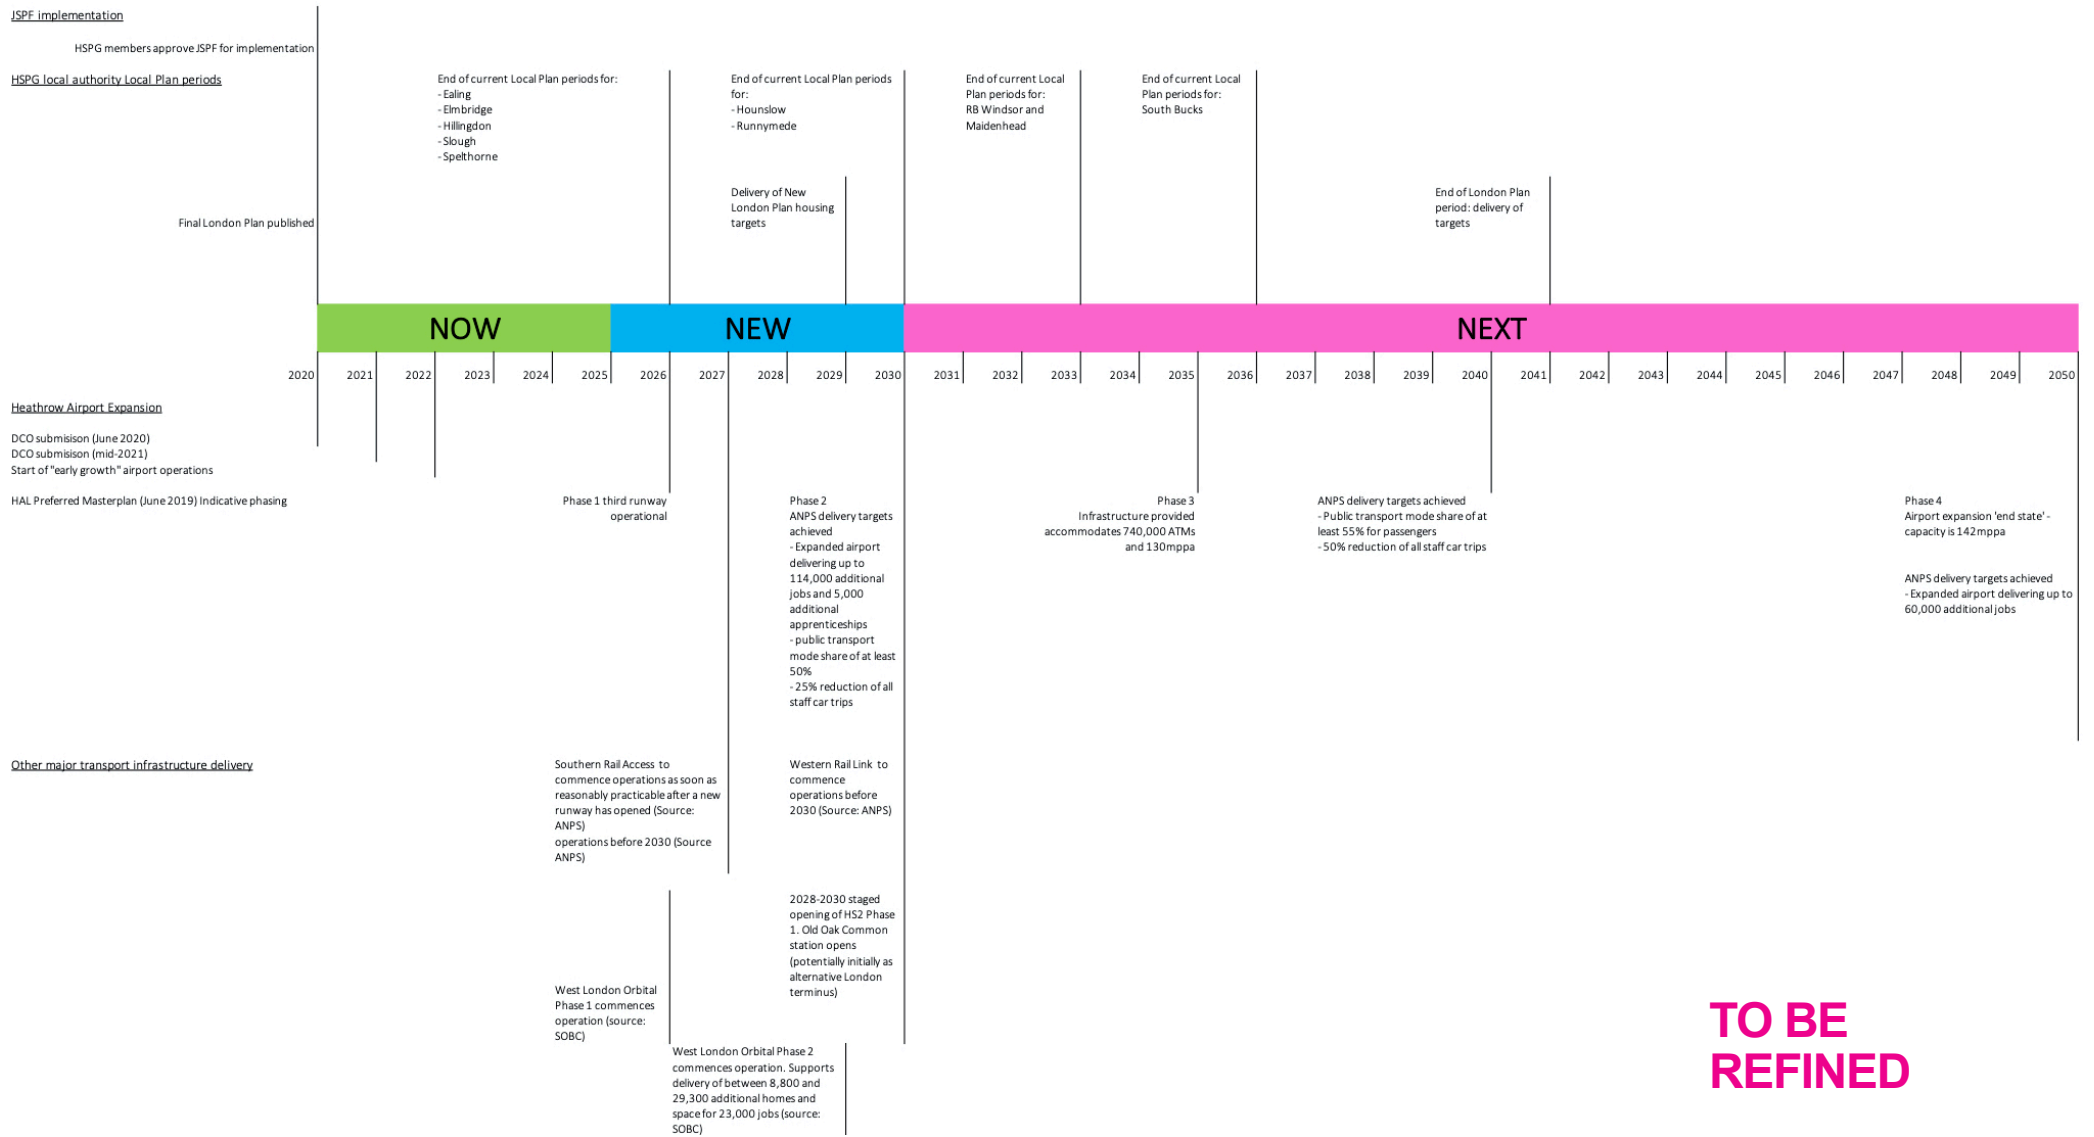 JSPF implementation
HSPG members approve JSPF for implementation
HSPG local authority Local Plan periods
End of current Local Plan periods for:
- Ealing
- Elmbridge
- Hillingdon
- Slough
- Spelthorne
End of current Local Plan periods
for:
- Hounslow
- Runnymede
End of current Local
Plan periods for:
RB Windsor and
Maidenhead
End of current Local
Plan periods for:
South Bucks
Final London Plan published
Delivery of New
London Plan housing
targets
End of London Plan
period: delivery of
targets
NOW
NEW
NEXT
2020
2021
2022
2023
2024
2025
2026
2027
2028
2029
2030
2031
2032
2033
2034
2035
2036
2037
2038
2039
2040
2041
2042
2043
2044
2045
2046
2047
2048
2049
2050
Heathrow Airport Expansion
DCO submisison (June 2020)
DCO submisison (mid-2021)
Start of "early growth" airport operations
HAL Preferred Masterplan (June 2019) Indicative phasing
Phase 1 third runway
operational
Phase 2
ANPS delivery targets
achieved
- Expanded airport
delivering up to
114,000 additional
jobs and 5,000
additional
apprenticeships
- public transport
mode share of at least
50%
- 25% reduction of all
staff car trips
Phase 3
Infrastructure provided
accommodates 740,000 ATMs
and 130mppa
ANPS delivery targets achieved
- Public transport mode share of at
least 55% for passengers
- 50% reduction of all staff car trips
Phase 4
Airport expansion 'end state' -
capacity is 142mppa
ANPS delivery targets achieved
- Expanded airport delivering up to
60,000 additional jobs
Other major transport infrastructure delivery
Southern Rail Access to
commence operations as soon as
reasonably practicable after a new
runway has opened (Source:
ANPS)
operations before 2030 (Source
ANPS)
Western Rail Link to
commence
operations before
2030 (Source: ANPS)
2028-2030 staged
opening of HS2 Phase
1. Old Oak Common
station opens
(potentially initially as
alternative London
terminus)
West London Orbital
Phase 1 commences
operation (source:
SOBC)
West London Orbital Phase 2
commences operation. Supports
delivery of between 8,800 and
29,300 additional homes and
space for 23,000 jobs (source:
SOBC)
TO BE
REFINED